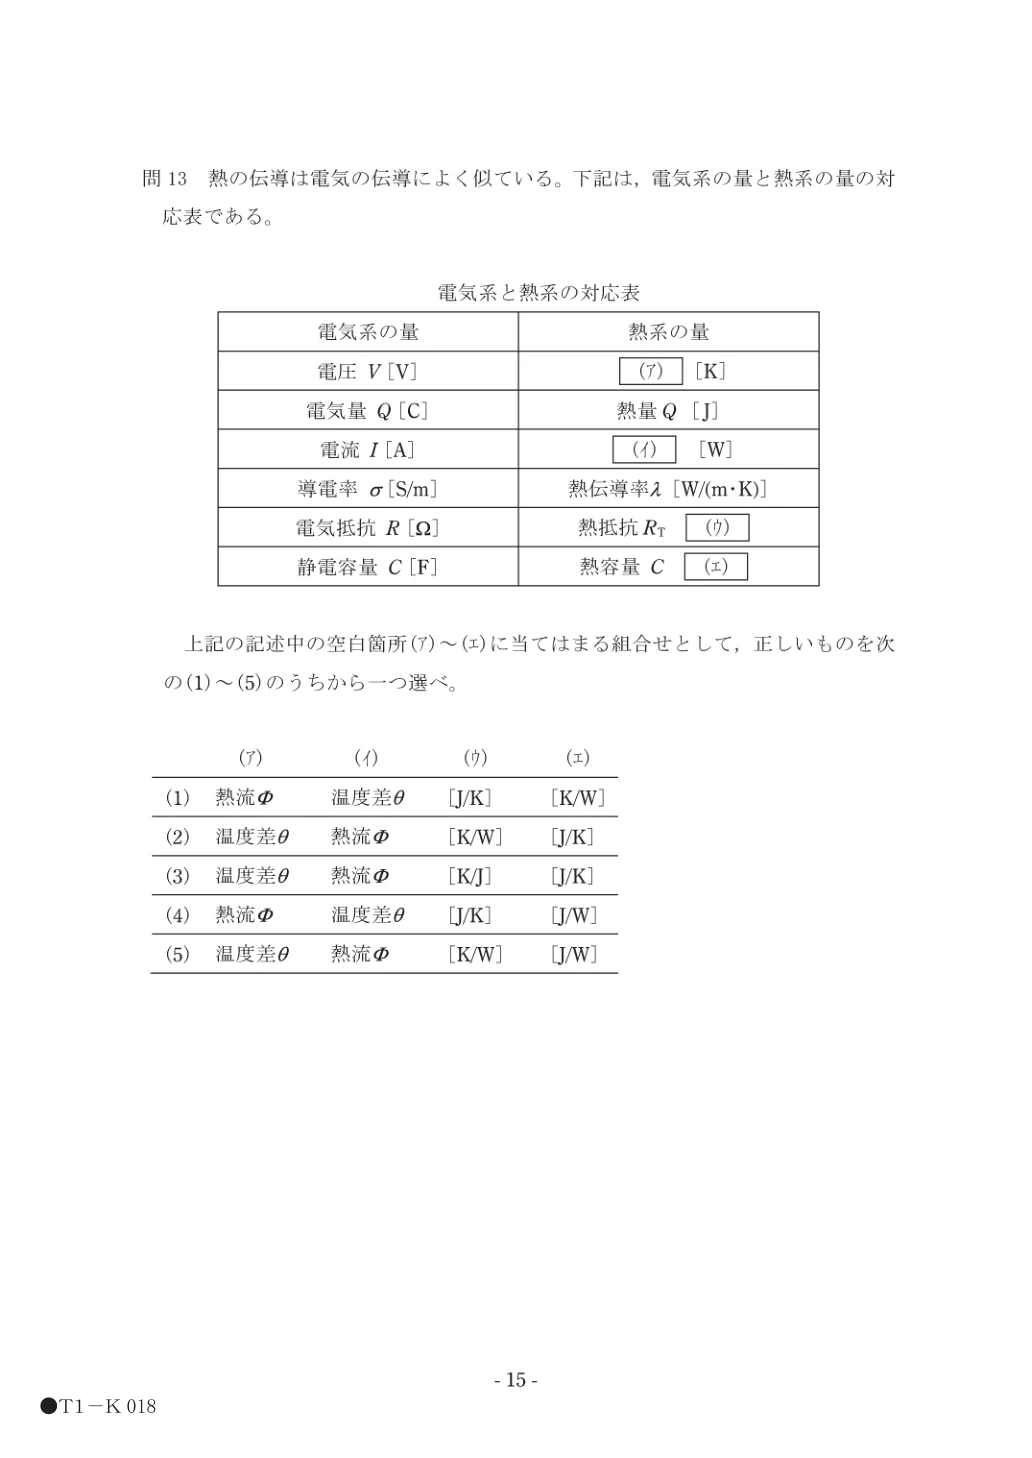 問 13　熱の伝導は電気の伝導によく似ている。下記は，電気系の量と熱系の量の対
応表である。
電気系と熱系の対応表
電気系の量　熱系の量
電圧 V [V]　(ア) [K]
電気量 Q [C]　熱量 Q [J]
電流 I [A]　(イ) [W]
導電率 σ [S/m]　熱伝導率 λ [W/(m・K)]
電気抵抗 R [Ω]　熱抵抗 RT (ウ)
静電容量 C [F]　熱容量 C (エ)
上記の記述中の空白箇所(ア)～(エ)に当てはまる組合せとして，正しいものを次
の(1)～(5)のうちから一つ選べ。
(ア)　(イ)　(ウ)　(エ)
(1)　熱流Φ　温度差θ　[J/K]　[K/W]
(2)　温度差θ　熱流Φ　[K/W]　[J/K]
(3)　温度差θ　熱流Φ　[K/J]　[J/K]
(4)　熱流Φ　温度差θ　[J/K]　[J/W]
(5)　温度差θ　熱流Φ　[K/W]　[J/W]
- 15 -
●T1－K 018